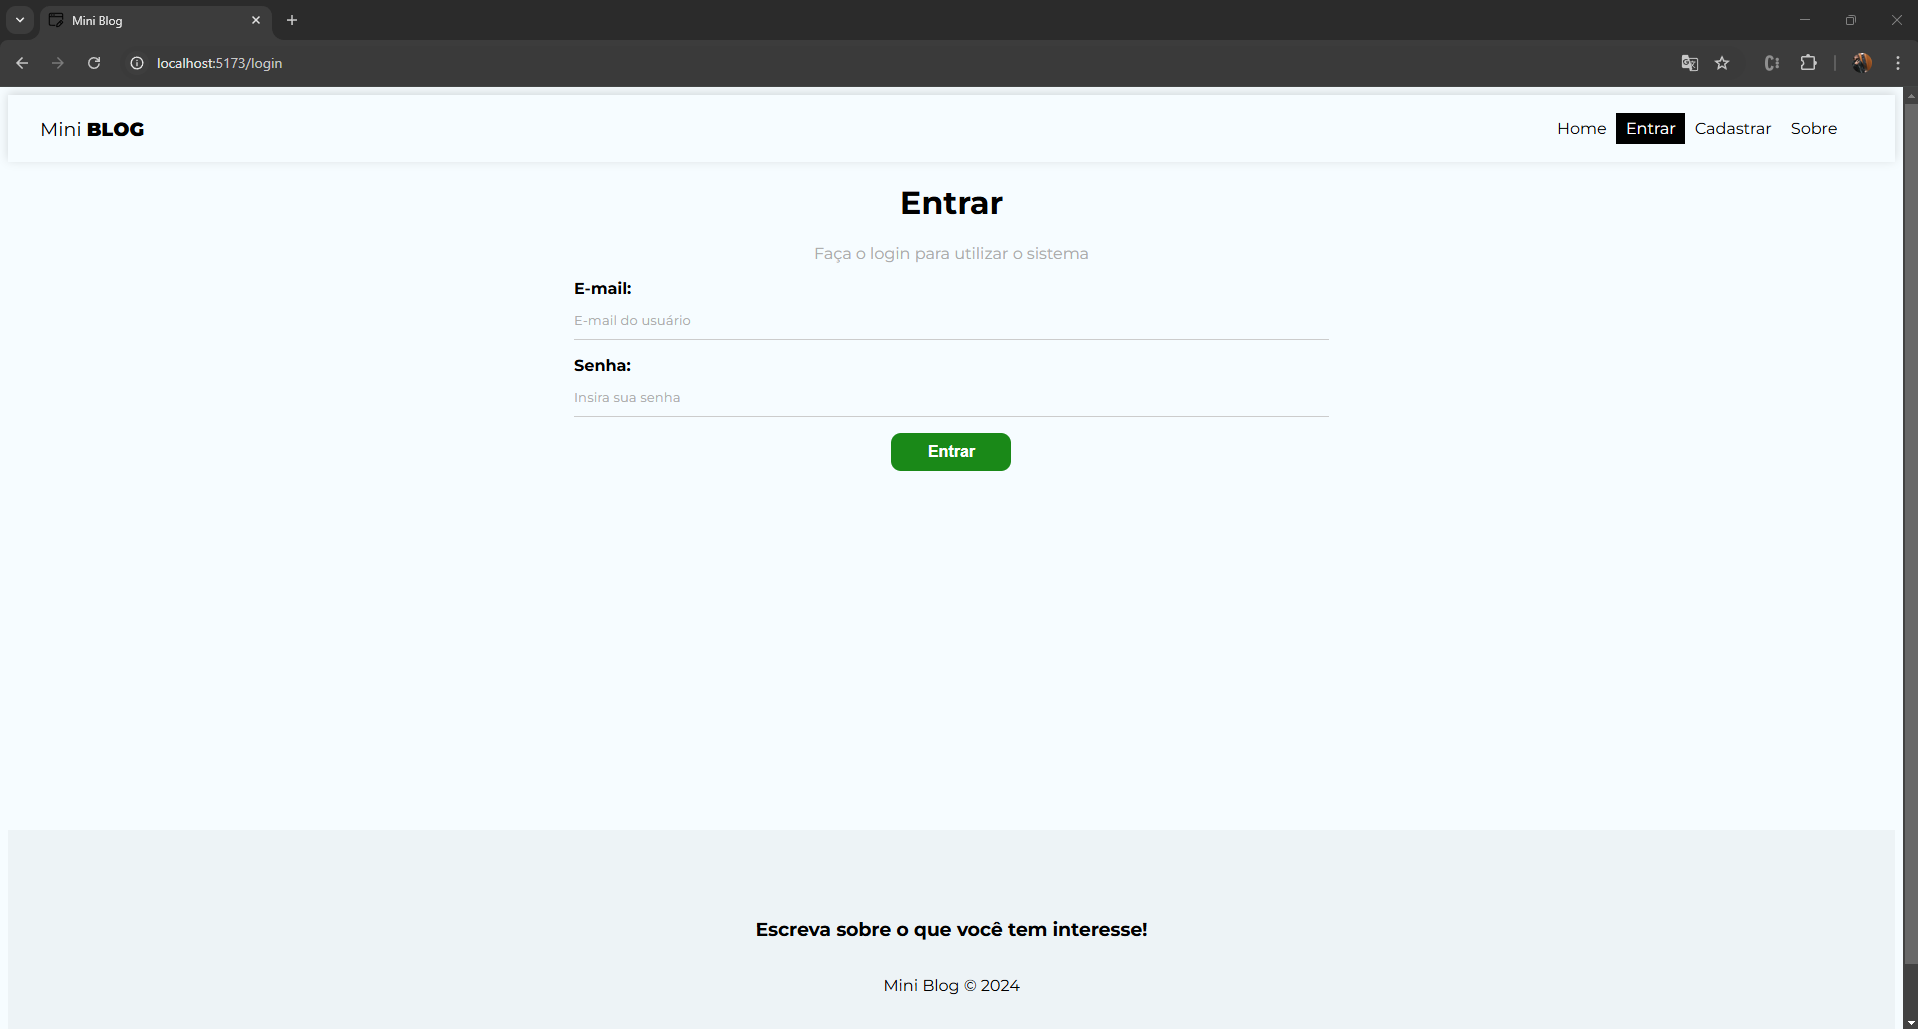 Mini Blog
localhost:5173/login
Mini BLOG
Home Entrar Cadastrar Sobre
Entrar
Faça o login para utilizar o sistema
E-mail:
E-mail do usuário
Senha:
Insira sua senha
Entrar
Escreva sobre o que você tem interesse!
Mini Blog © 2024